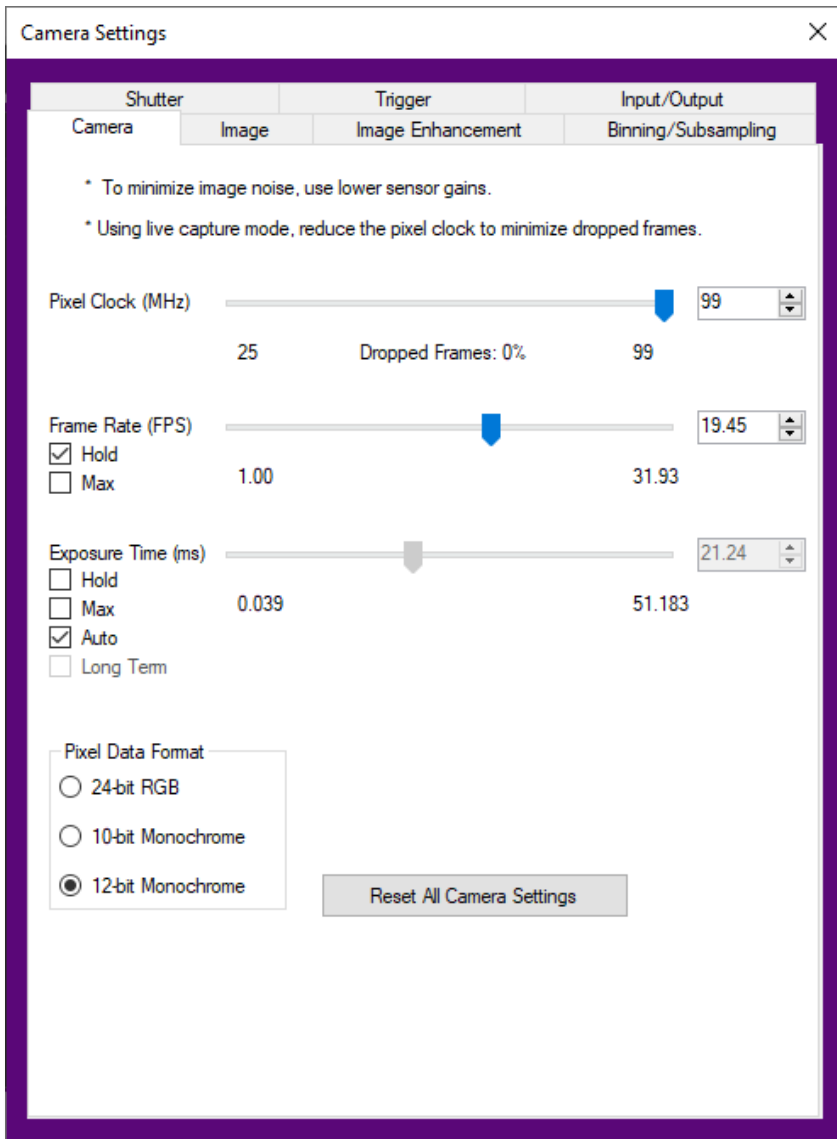 Camera Settings
Shutter Trigger Input/Output
Camera Image Image Enhancement Binning/Subsampling
* To minimize image noise, use lower sensor gains.
* Using live capture mode, reduce the pixel clock to minimize dropped frames.
Pixel Clock (MHz) 99
25 Dropped Frames: 0% 99
Frame Rate (FPS) 19.45
Hold
Max 1.00 31.93
Exposure Time (ms) 21.24
Hold
Max 0.039 51.183
Auto
Long Term
Pixel Data Format
24-bit RGB
10-bit Monochrome
12-bit Monochrome
Reset All Camera Settings